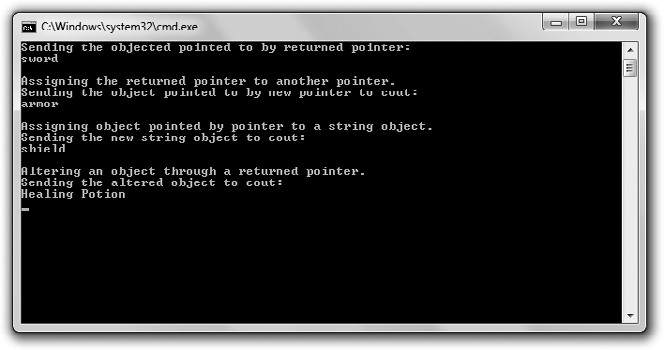 C:\Windows\system32\cmd.exe
Sending the objected pointed to by returned pointer:
sword
Assigning the returned pointer to another pointer.
Sending the object pointed to by new pointer to cout:
armor
Assigning object pointed by pointer to a string object.
Sending the new string object to cout:
shield
Altering an object through a returned pointer.
Sending the altered object to cout:
Healing Potion